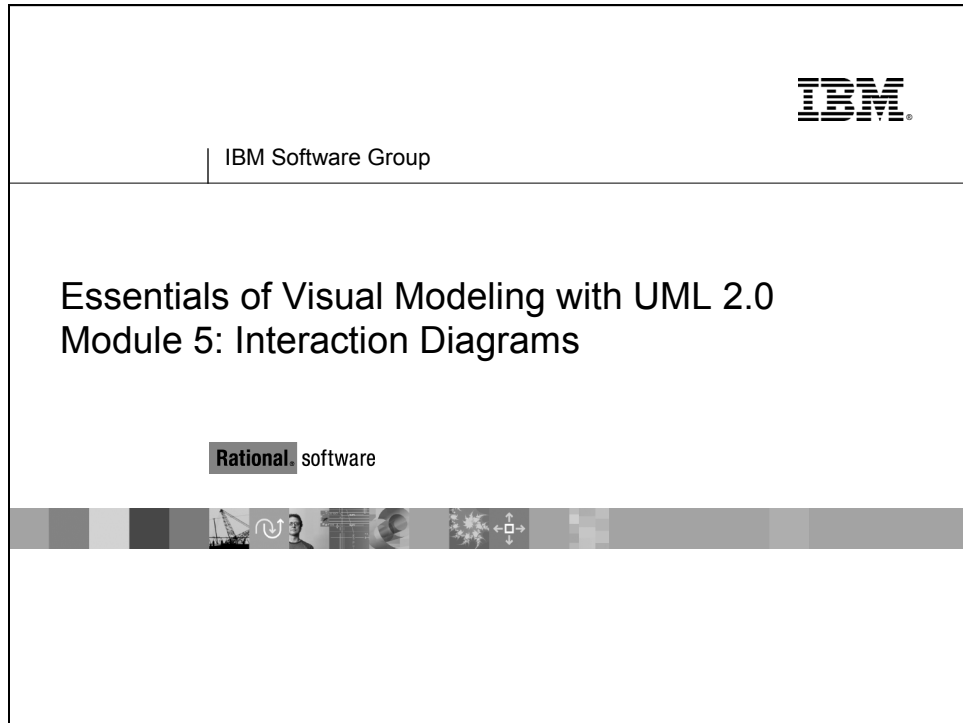 IBM®
IBM Software Group
Essentials of Visual Modeling with UML 2.0
Module 5: Interaction Diagrams
Rational® software